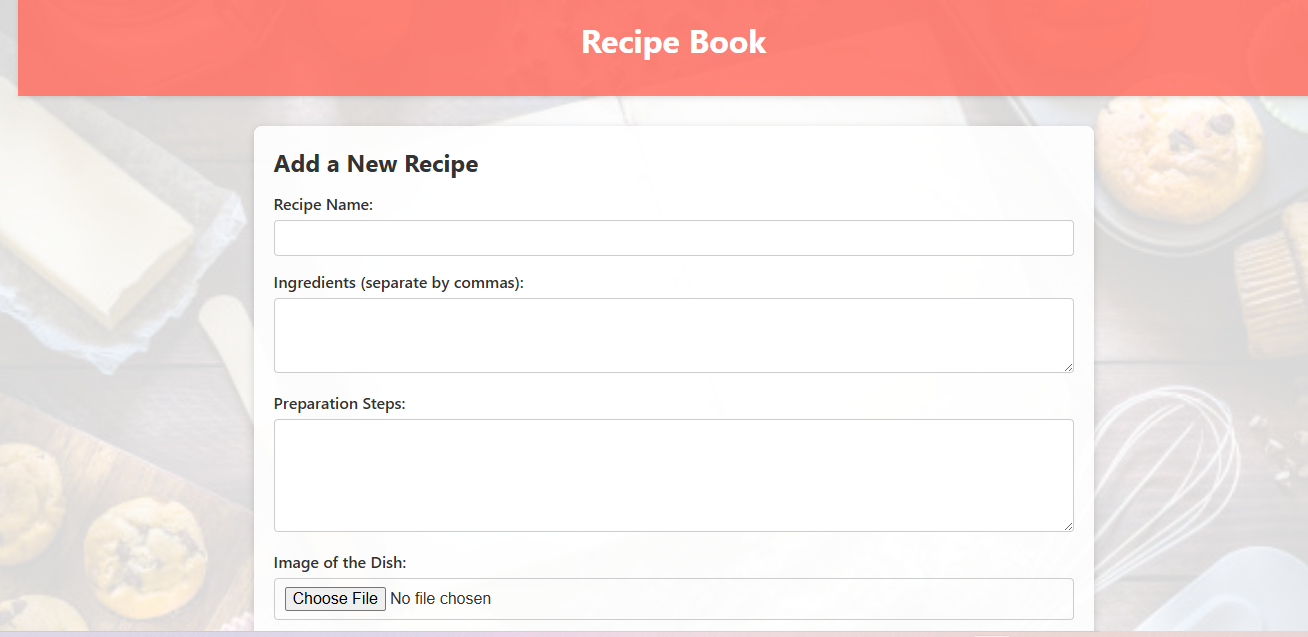 Recipe Book
Add a New Recipe
Recipe Name:
Ingredients (separate by commas):
Preparation Steps:
Image of the Dish:
Choose File No file chosen